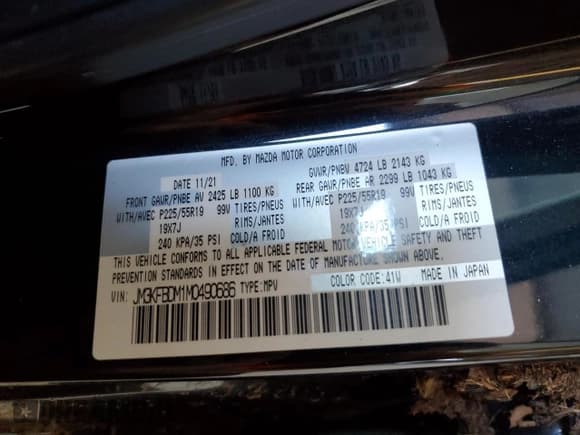 MFD. BY MAZDA MOTOR CORPORATION
DATE 11/21 GVWR/PNBV 4724 LB 2143 KG
FRONT GAWR/PNBE AV 2425 LB 1100 KG REAR GAWR/PNBE AR 2299 LB 1043 KG
WITH/AVEC P225/55R19 99V TIRES/PNEUS WITH/AVEC P225/55R19 99V TIRES/PNEUS
19X7J RIMS/JANTES 19X7J RIMS/JANTES
240 KPA/35 PSI COLD/A FROID 240 KPA/35 PSI COLD/A FROID
THIS VEHICLE CONFORMS TO ALL APPLICABLE FEDERAL MOTOR VEHICLE SAFETY AND THEFT
PREVENTION STANDARDS IN EFFECT ON THE DATE OF MANUFACTURE SHOWN ABOVE.
COLOR CODE:41W MADE IN JAPAN
VIN: JM3KFBDM1M0490686 TYPE:MPV